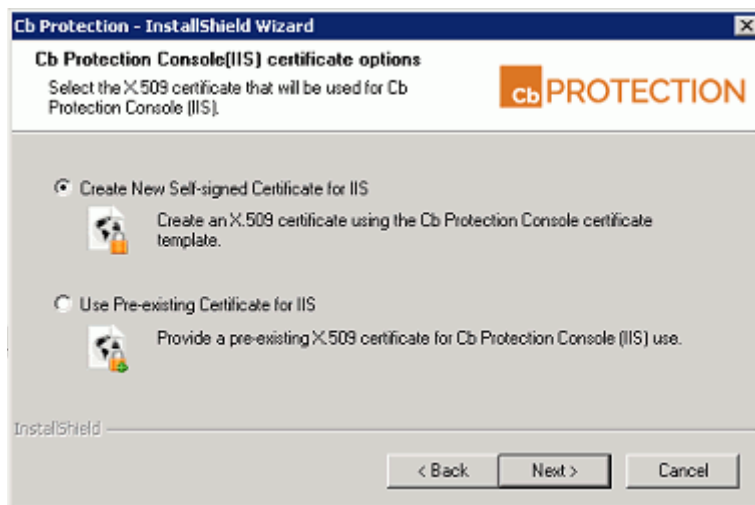 Cb Protection - InstallShield Wizard
Cb Protection Console(IIS) certificate options
Select the X.509 certificate that will be used for Cb
Protection Console (IIS).
Cb PROTECTION
Create New Self-signed Certificate for IIS
Create an X.509 certificate using the Cb Protection Console certificate
template.
Use Pre-existing Certificate for IIS
Provide a pre-existing X.509 certificate for Cb Protection Console (IIS) use.
InstallShield
< Back
Next >
Cancel